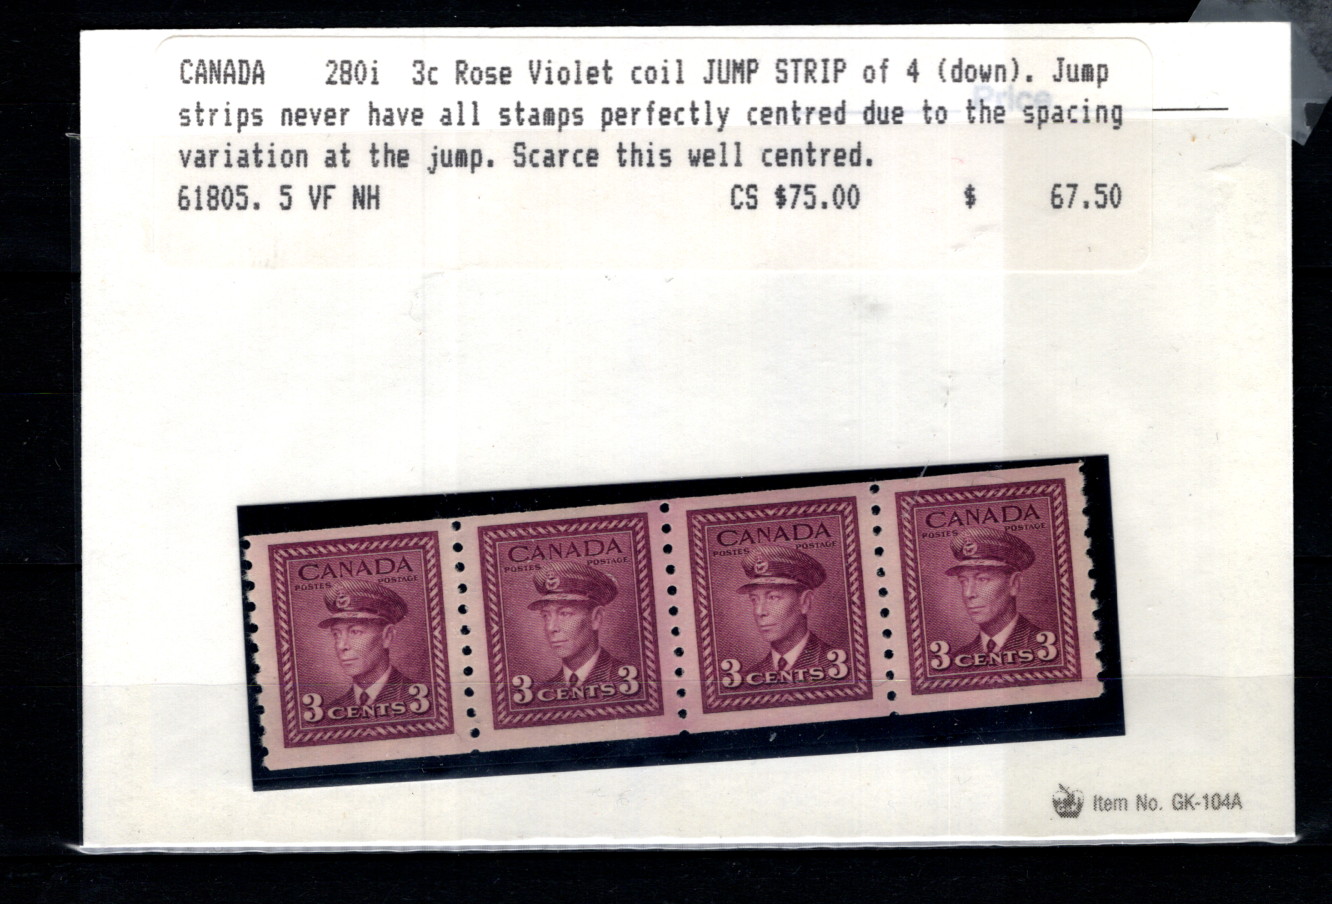 CANADA 280i 3c Rose Violet coil JUMP STRIP of 4 (down). Jump
Price
strips never have all stamps perfectly centred due to the spacing
variation at the jump. Scarce this well centred.
61805. 5 VF NH CS $75.00 $ 67.50
CANADA
POSTES POSTAGE
3 CENTS 3
CANADA
POSTES POSTAGE
3 CENTS 3
CANADA
POSTES POSTAGE
3 CENTS 3
CANADA
POSTES POSTAGE
3 CENTS 3
Item No. GK-104A